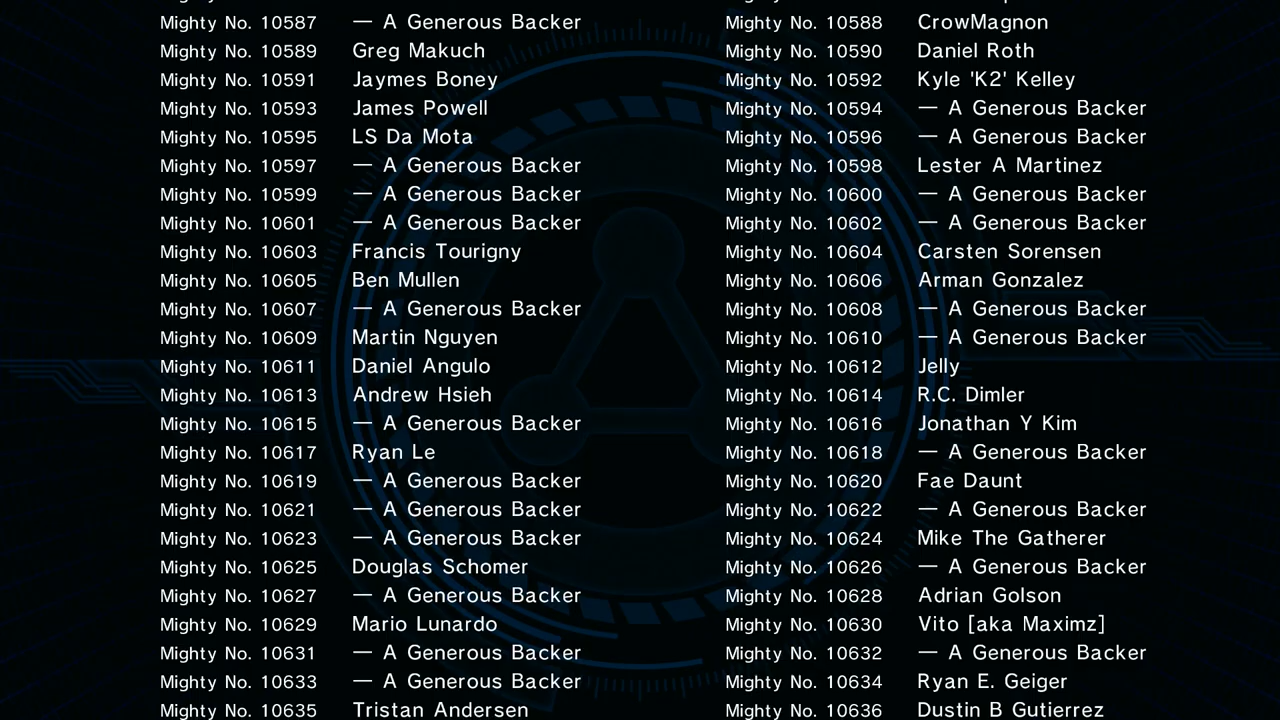 Mighty No. 10587 — A Generous Backer Mighty No. 10588 CrowMagnon
Mighty No. 10589 Greg Makuch Mighty No. 10590 Daniel Roth
Mighty No. 10591 Jaymes Boney Mighty No. 10592 Kyle 'K2' Kelley
Mighty No. 10593 James Powell Mighty No. 10594 — A Generous Backer
Mighty No. 10595 LS Da Mota Mighty No. 10596 — A Generous Backer
Mighty No. 10597 — A Generous Backer Mighty No. 10598 Lester A Martinez
Mighty No. 10599 — A Generous Backer Mighty No. 10600 — A Generous Backer
Mighty No. 10601 — A Generous Backer Mighty No. 10602 — A Generous Backer
Mighty No. 10603 Francis Tourigny Mighty No. 10604 Carsten Sorensen
Mighty No. 10605 Ben Mullen Mighty No. 10606 Arman Gonzalez
Mighty No. 10607 — A Generous Backer Mighty No. 10608 — A Generous Backer
Mighty No. 10609 Martin Nguyen Mighty No. 10610 — A Generous Backer
Mighty No. 10611 Daniel Angulo Mighty No. 10612 Jelly
Mighty No. 10613 Andrew Hsieh Mighty No. 10614 R.C. Dimler
Mighty No. 10615 — A Generous Backer Mighty No. 10616 Jonathan Y Kim
Mighty No. 10617 Ryan Le Mighty No. 10618 — A Generous Backer
Mighty No. 10619 — A Generous Backer Mighty No. 10620 Fae Daunt
Mighty No. 10621 — A Generous Backer Mighty No. 10622 — A Generous Backer
Mighty No. 10623 — A Generous Backer Mighty No. 10624 Mike The Gatherer
Mighty No. 10625 Douglas Schomer Mighty No. 10626 — A Generous Backer
Mighty No. 10627 — A Generous Backer Mighty No. 10628 Adrian Golson
Mighty No. 10629 Mario Lunardo Mighty No. 10630 Vito [aka Maximz]
Mighty No. 10631 — A Generous Backer Mighty No. 10632 — A Generous Backer
Mighty No. 10633 — A Generous Backer Mighty No. 10634 Ryan E. Geiger
Mighty No. 10635 Tristan Andersen Mighty No. 10636 Dustin B Gutierrez